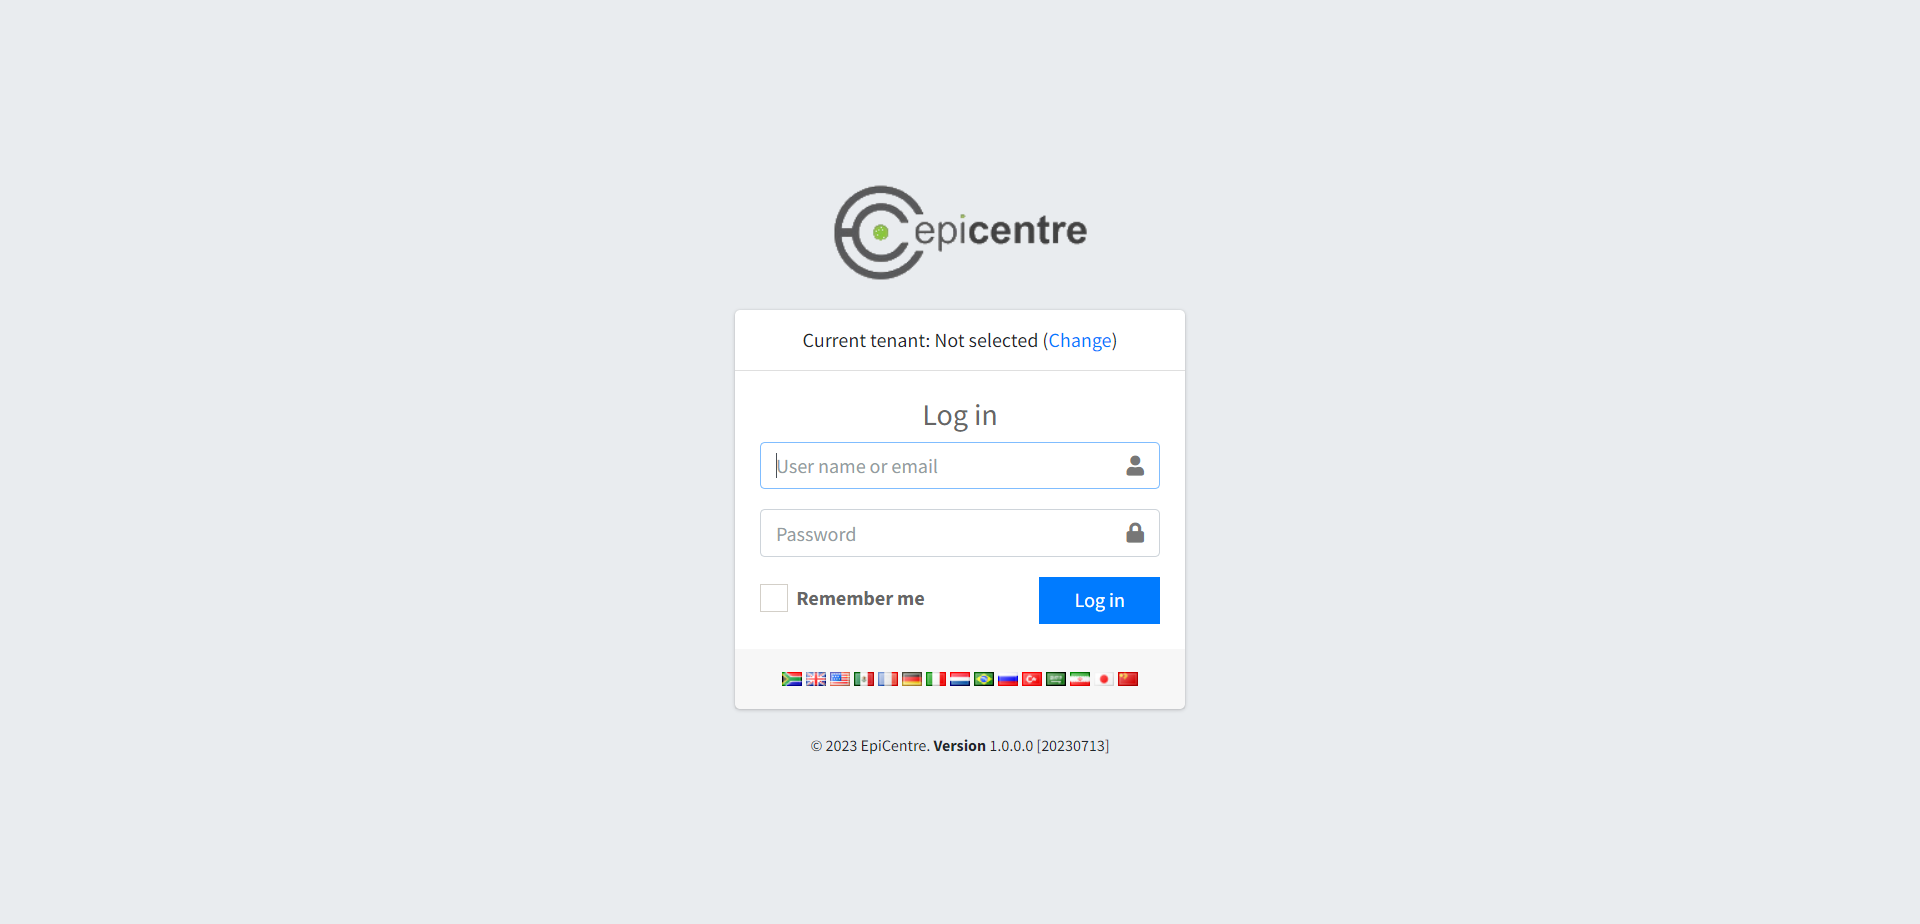 epicentre
Current tenant: Not selected (Change)
Log in
User name or email
Password
Remember me
Log in
© 2023 EpiCentre. Version 1.0.0.0 [20230713]